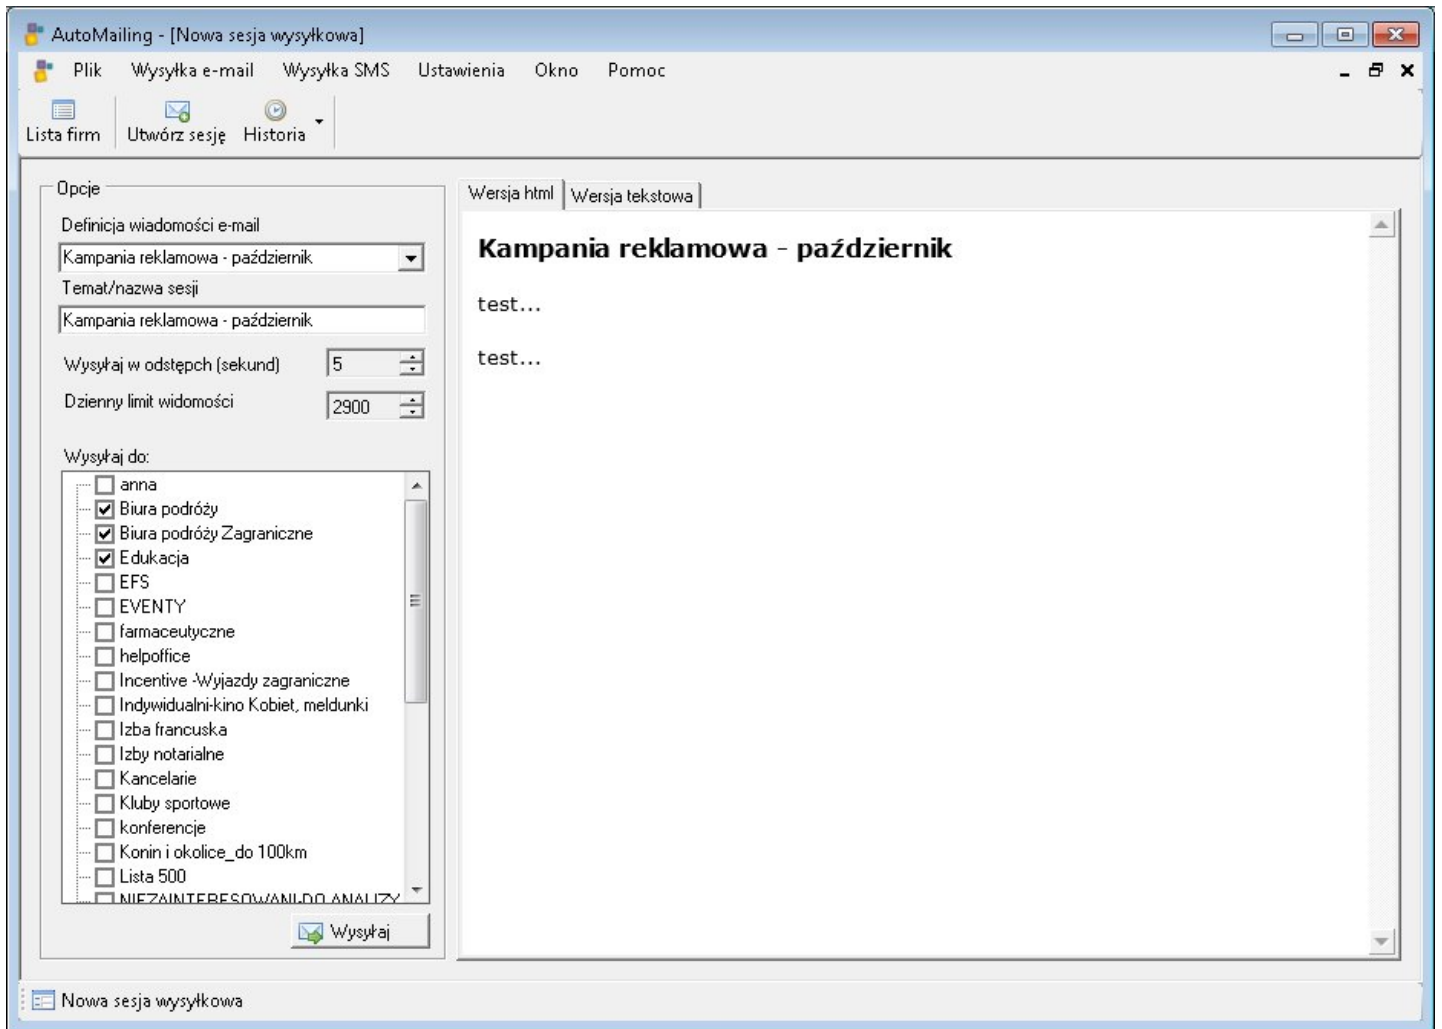 AutoMailing - [Nowa sesja wysyłkowa]
Plik Wysyłka e-mail Wysyłka SMS Ustawienia Okno Pomoc
Lista firm Utwórz sesję Historia
Opcje
Definicja wiadomości e-mail
Kampania reklamowa - październik
Temat/nazwa sesji
Kampania reklamowa - październik
Wysyłaj w odstępch (sekund) 5
Dzienny limit widomości 2900
Wysyłaj do:
anna
Biura podróży
Biura podróży Zagraniczne
Edukacja
EFS
EVENTY
farmaceutyczne
helpoffice
Incentive -Wyjazdy zagraniczne
Indywidualni-kino Kobiet, meldunki
Izba francuska
Izby notarialne
Kancelarie
Kluby sportowe
konferencje
Konin i okolice_do 100km
Lista 500
NIEZAINTERESOWANI-DO ANALIZY
Wysyłaj
Wersja html Wersja tekstowa
Kampania reklamowa - październik
test...
test...
Nowa sesja wysyłkowa